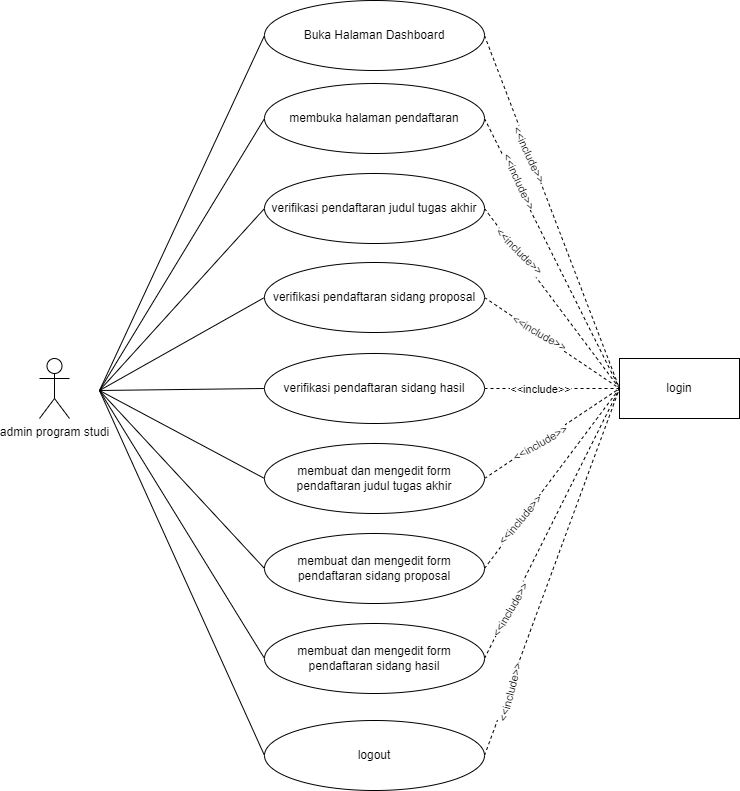 Buka Halaman Dashboard
<<include>>
membuka halaman pendaftaran
<<include>>
verifikasi pendaftaran judul tugas akhir
<<include>>
verifikasi pendaftaran sidang proposal
<<include>>
verifikasi pendaftaran sidang hasil
<<include>>
login
admin program studi
membuat dan mengedit form
pendaftaran judul tugas akhir
<<include>>
membuat dan mengedit form
pendaftaran sidang proposal
<<include>>
membuat dan mengedit form
pendaftaran sidang hasil
<<include>>
logout
<<include>>